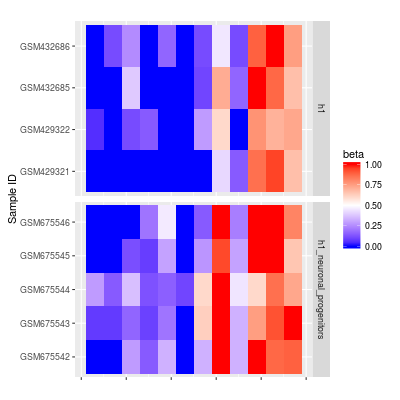 GSM432686
GSM432685
GSM429322
GSM429321
h1
GSM675546
GSM675545
GSM675544
GSM675543
GSM675542
h1_neuronal_progenitors
Sample ID
beta
1.00
0.75
0.50
0.25
0.00